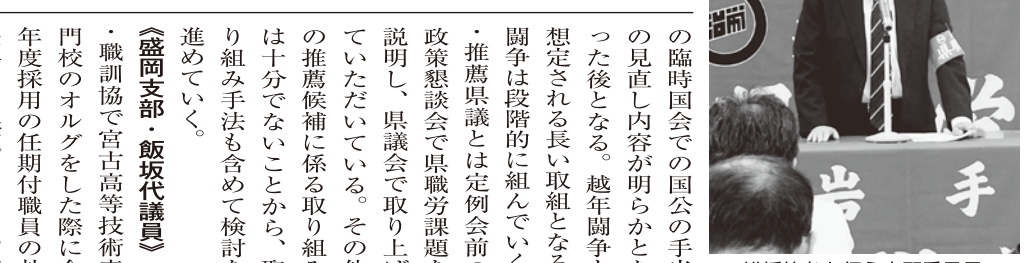 の臨時国会での国公の手当
の見直し内容が明らかとな
った後となる。越年闘争も
想定される長い取組となる
闘争は段階的に組んでいく
・推薦県議とは定例会前の
政策懇談会で県職労課題を
説明し、県議会で取り上げ
ていただいている。その他
の推薦候補に係る取り組み
は十分でないことから、取
り組み手法も含めて検討を
進めていく。
《盛岡支部・飯坂代議員》
・職訓協で宮古高等技術専
門校のオルグをした際に
年度採用の任期付職員の
岩手